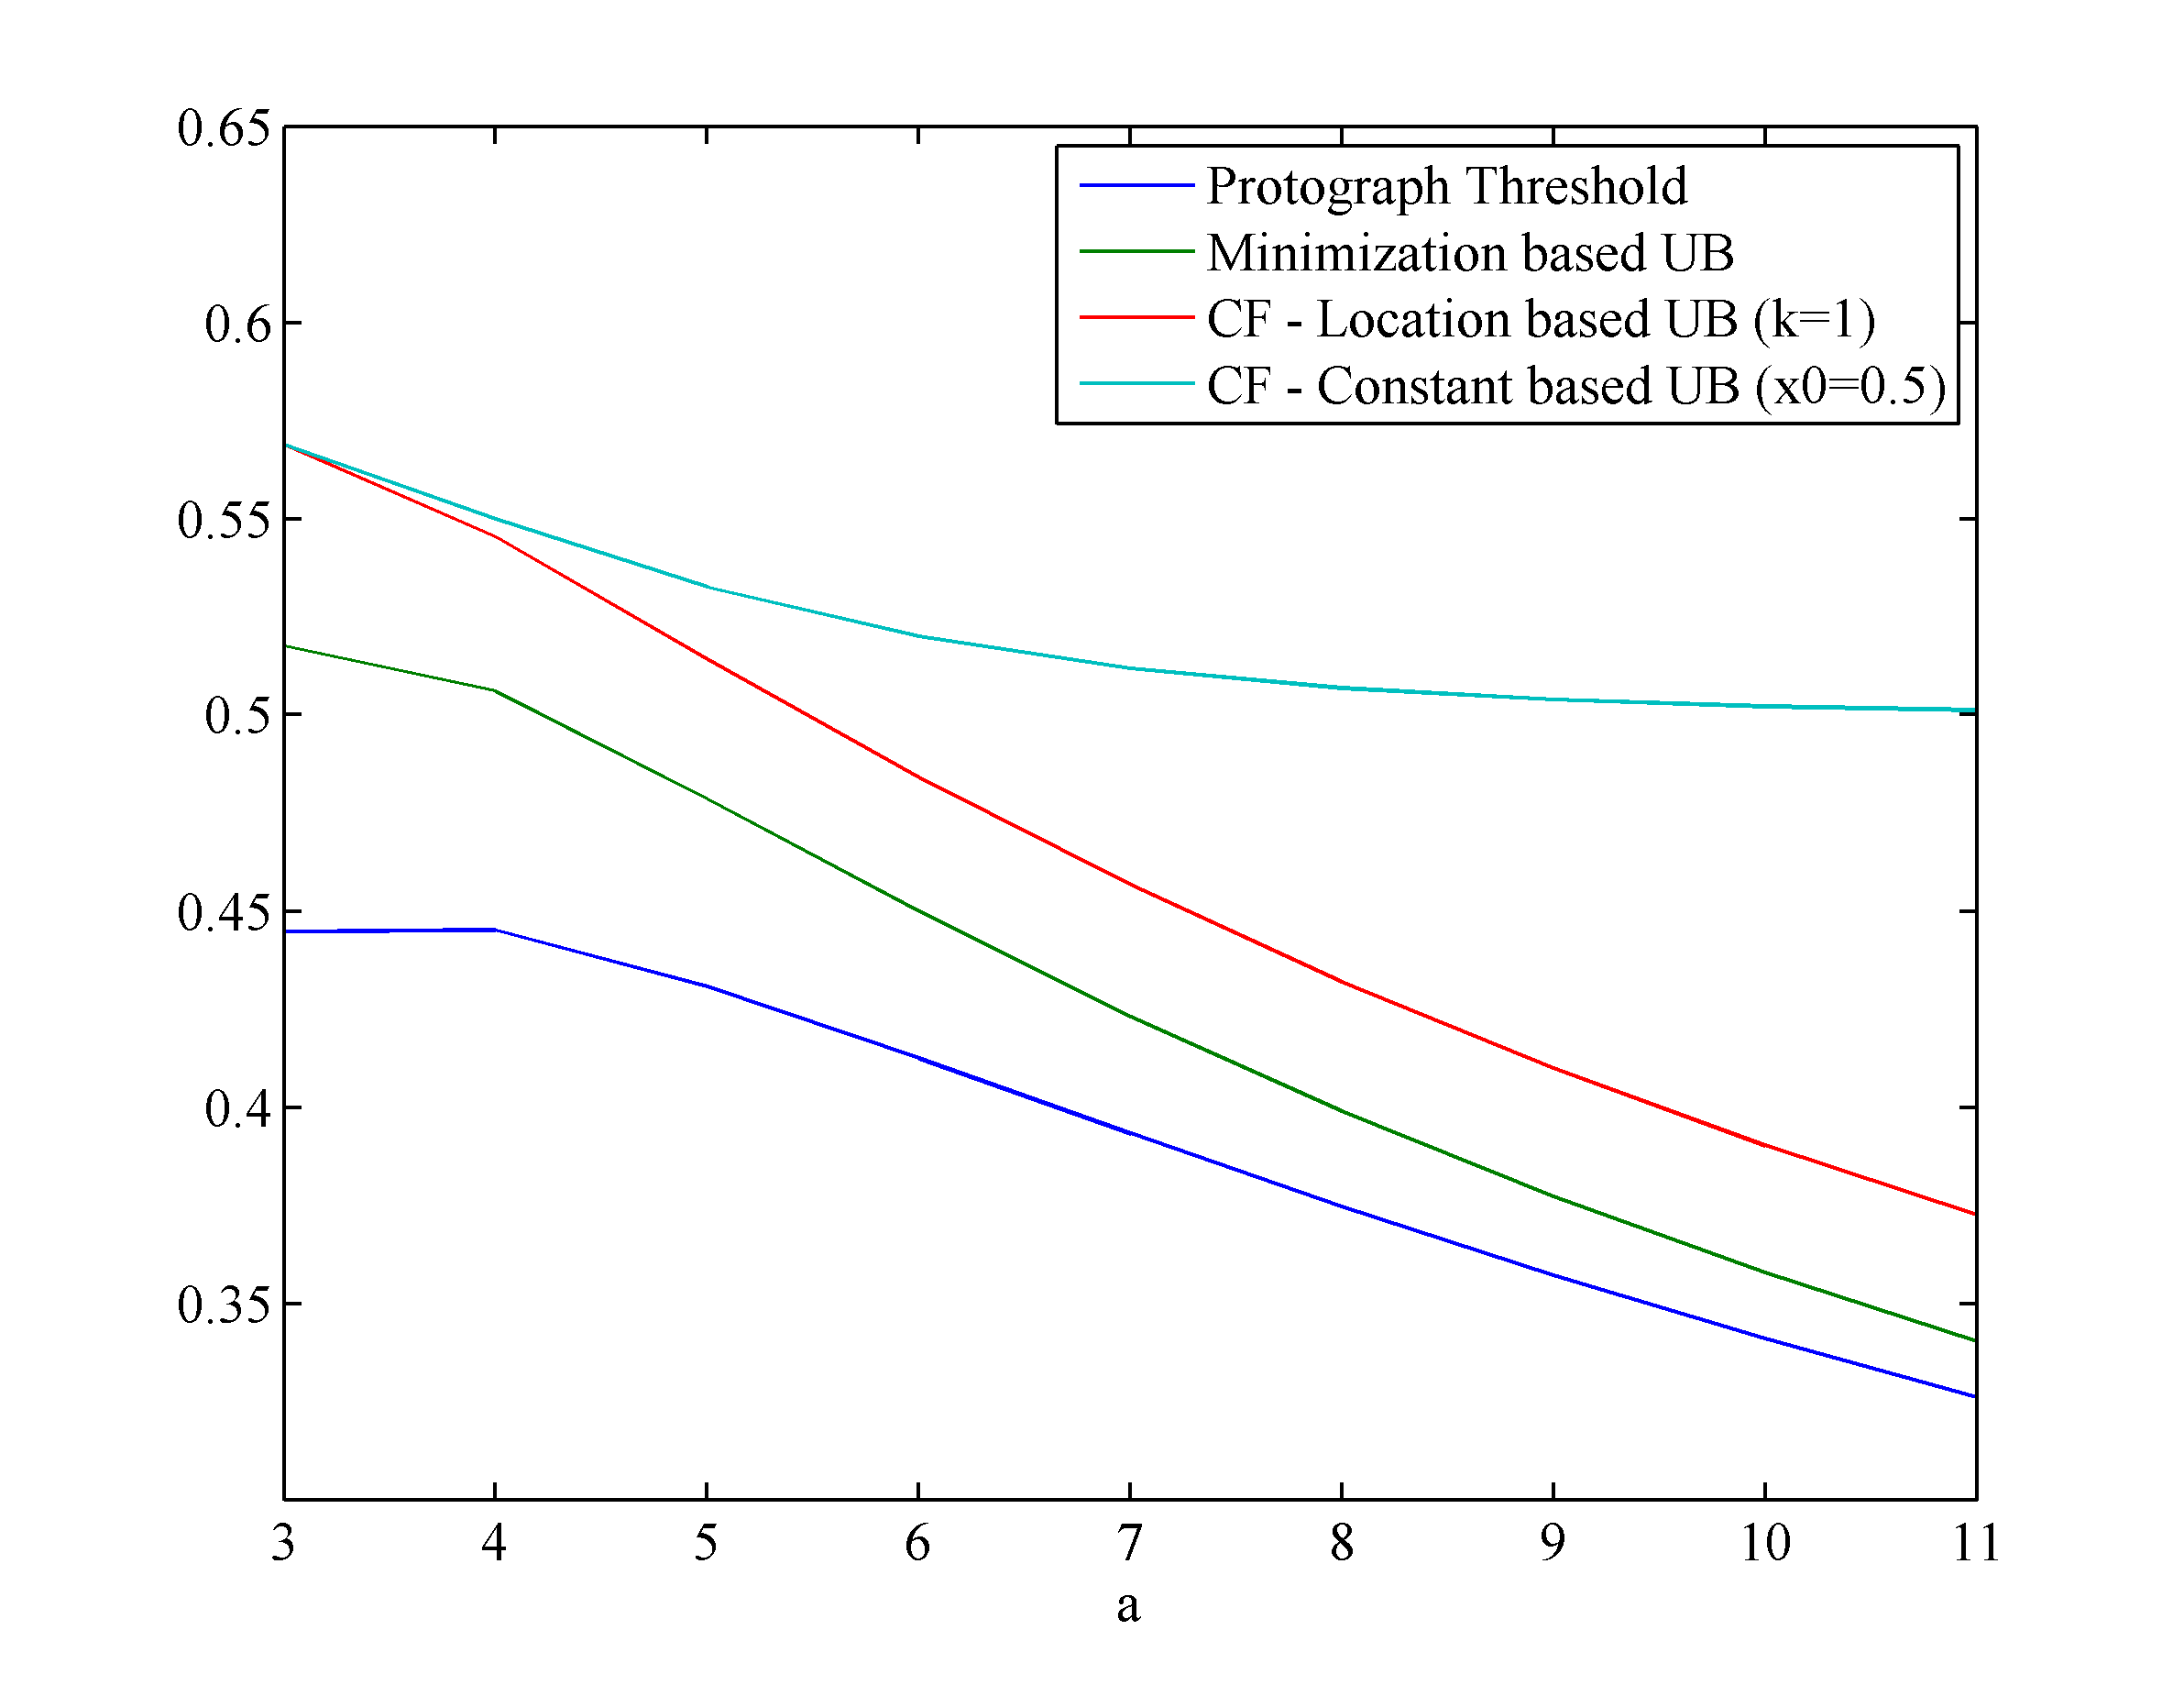 0.65
0.6
0.55
0.5
0.45
0.4
0.35
Protograph Threshold
Minimization based UB
CF - Location based UB (k=1)
CF - Constant based UB (x0=0.5)
3 4 5 6 7 8 9 10 11
a